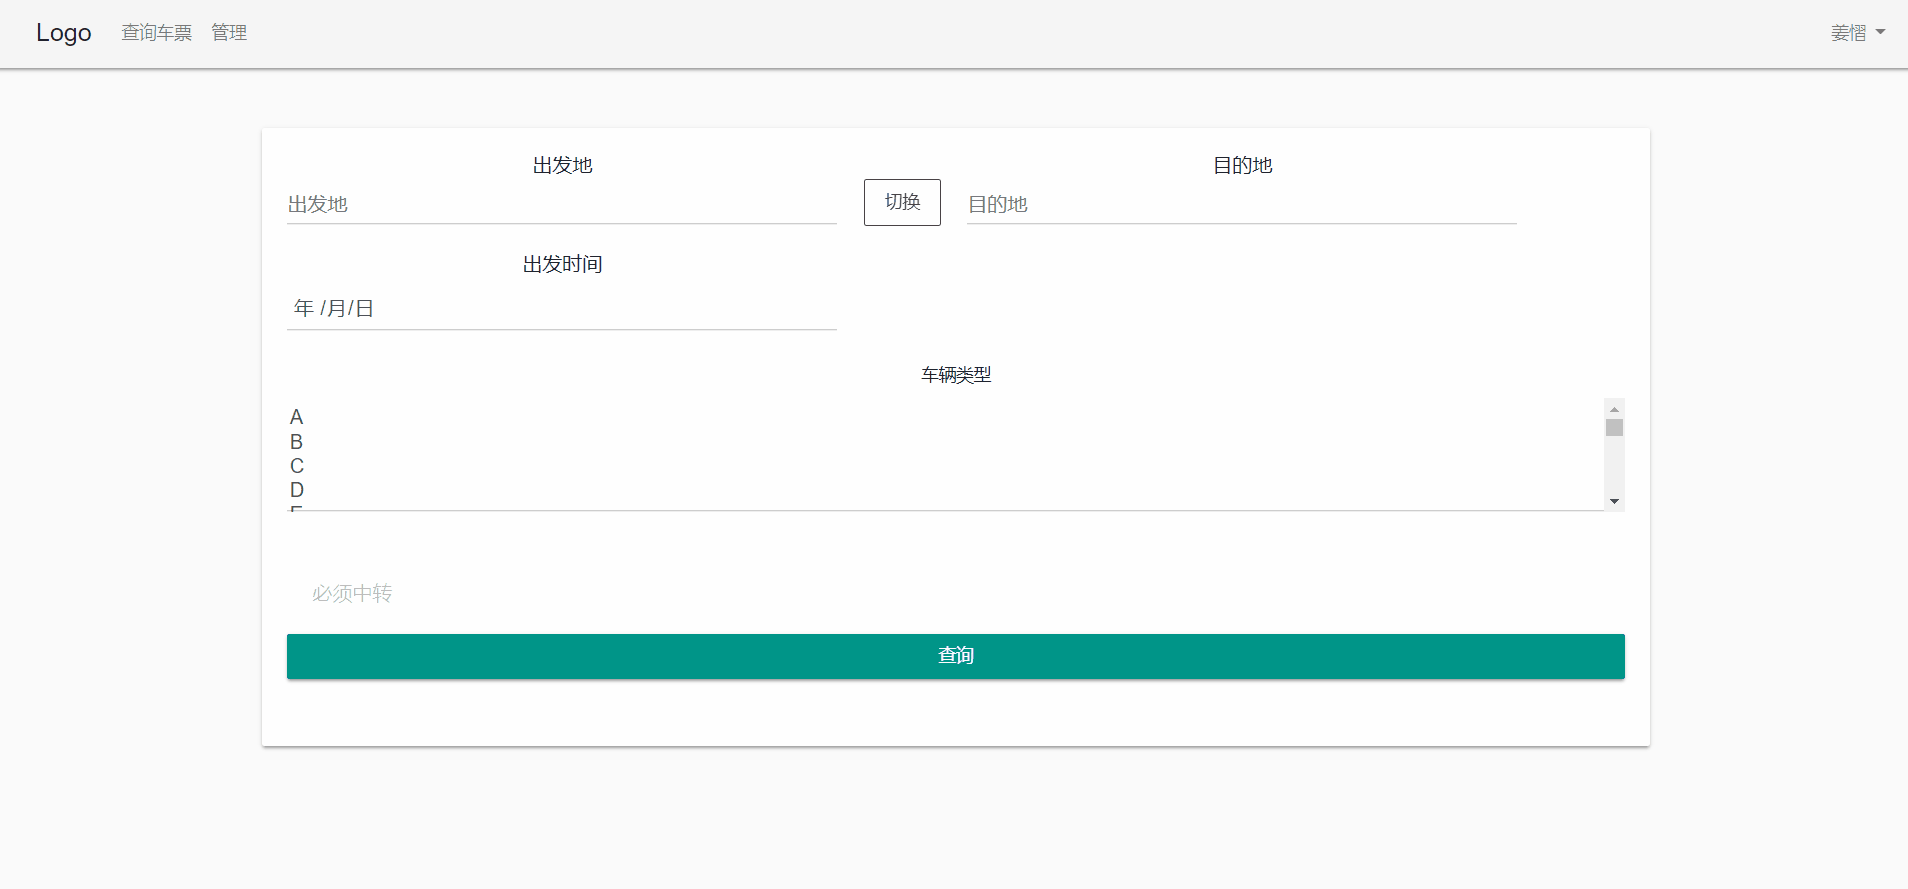 Logo 查询车票 管理 姜慴
出发地 目的地
出发地 切换 目的地
出发时间
年 /月/日
车辆类型
A
B
C
D
必须中转
查询